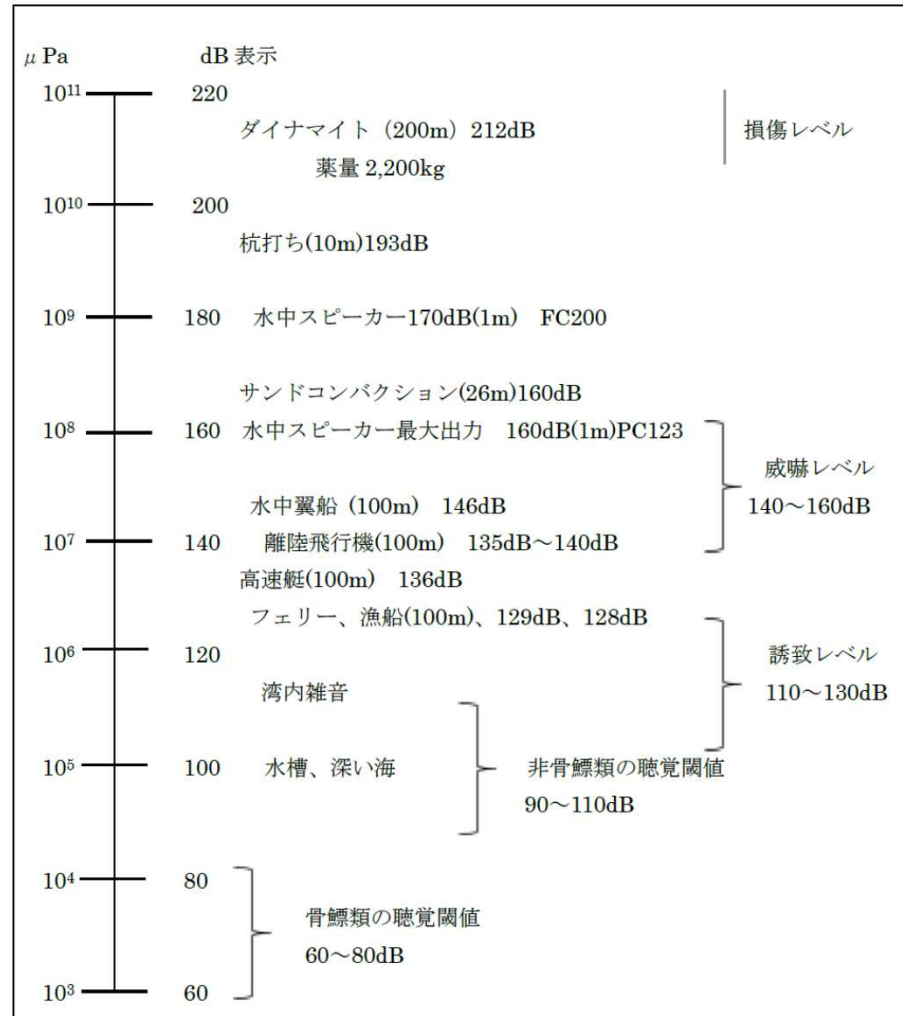 μ Pa dB 表示
10¹¹ 220
ダイナマイト（200m）212dB
損傷レベル
薬量 2,200kg
10¹⁰ 200
杭打ち(10m)193dB
10⁹ 180 水中スピーカー170dB(1m) FC200
サンドコンバクション(26m)160dB
10⁸ 160 水中スピーカー最大出力 160dB(1m)PC123
威嚇レベル
140～160dB
水中翼船 (100m) 146dB
10⁷ 140 離陸飛行機(100m) 135dB～140dB
高速艇(100m) 136dB
フェリー、漁船(100m)、129dB、128dB
10⁶ 120
誘致レベル
110～130dB
湾内雑音
10⁵ 100 水槽、深い海
非骨鰾類の聴覚閾値
90～110dB
10⁴ 80
骨鰾類の聴覚閾値
60～80dB
10³ 60